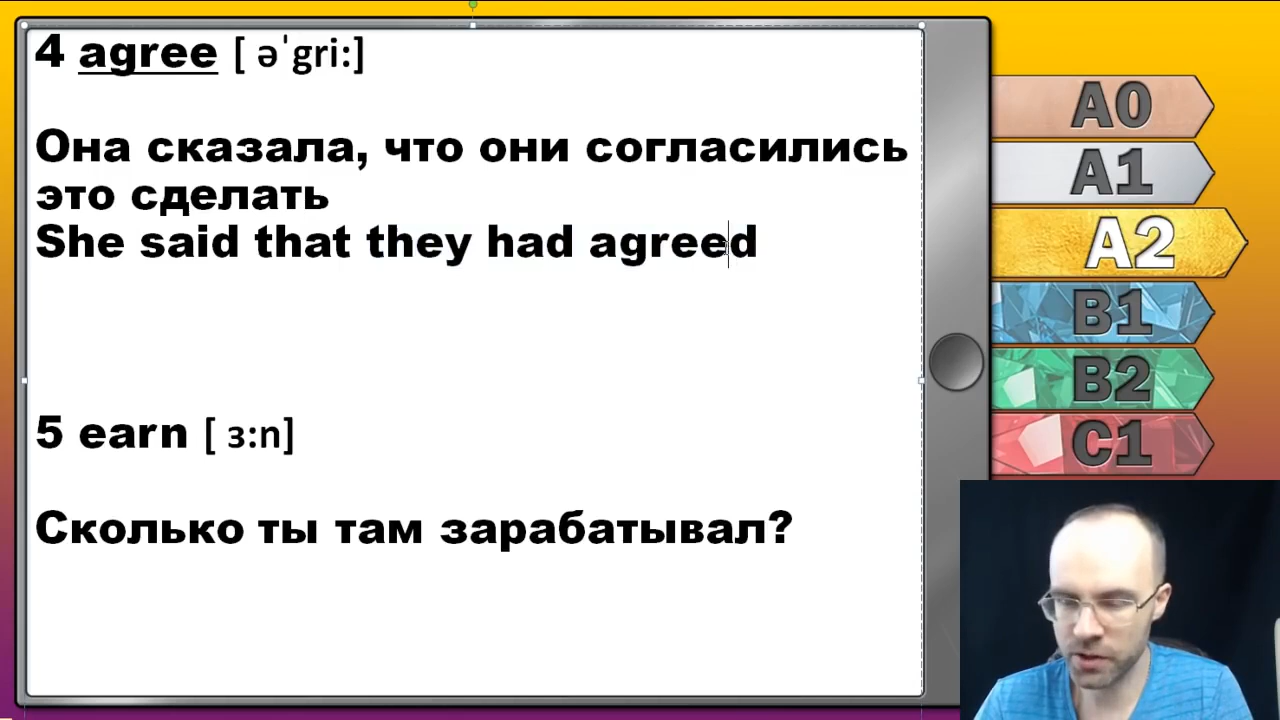 4 agree [ əˈgri:]
Она сказала, что они согласились
это сделать
She said that they had agreed
5 earn [ ɜ:n]
Сколько ты там зарабатывал?
A0
A1
A2
B1
B2
C1